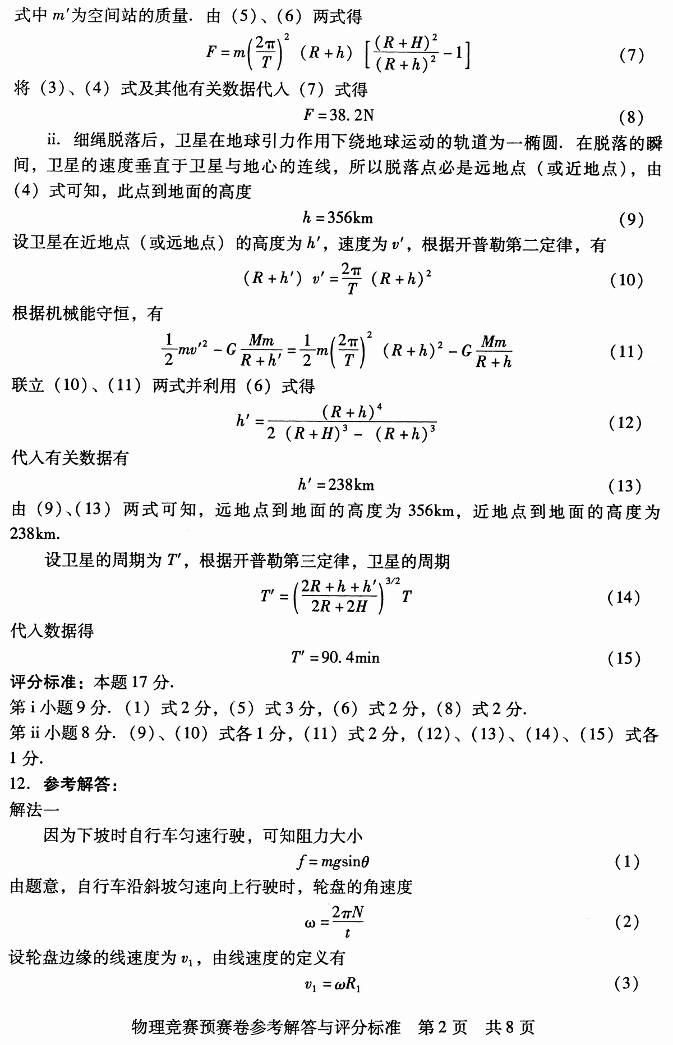 式中 m′为空间站的质量. 由 (5)、(6) 两式得
F = m(2π/T)² (R + h) [(R + H)²/(R + h)² − 1] (7)
将 (3)、(4) 式及其他有关数据代入 (7) 式得
F = 38. 2N (8)
ii. 细绳脱落后，卫星在地球引力作用下绕地球运动的轨道为一椭圆. 在脱落的瞬
间，卫星的速度垂直于卫星与地心的连线，所以脱落点必是远地点 (或近地点)，由
(4) 式可知，此点到地面的高度
h = 356km (9)
设卫星在近地点 (或远地点) 的高度为 h′，速度为 v′，根据开普勒第二定律，有
(R + h′) v′ = 2π/T (R + h)² (10)
根据机械能守恒，有
1/2 mv′² − G Mm/(R + h′) = 1/2 m(2π/T)² (R + h)² − G Mm/(R + h) (11)
联立 (10)、(11) 两式并利用 (6) 式得
h′ = (R + h)⁴/(2 (R + H)³ − (R + h)³) (12)
代入有关数据有
h′ = 238km (13)
由 (9)、(13) 两式可知，远地点到地面的高度为 356km，近地点到地面的高度为
238km.
设卫星的周期为 T′，根据开普勒第三定律，卫星的周期
T′ = ((2R + h + h′)/(2R + 2H))^(3/2) T (14)
代入数据得
T′ = 90. 4min (15)
评分标准：本题 17 分.
第 i 小题 9 分. (1) 式 2 分，(5) 式 3 分，(6) 式 2 分，(8) 式 2 分.
第 ii 小题 8 分. (9)、(10) 式各 1 分，(11) 式 2 分，(12)、(13)、(14)、(15) 式各
1 分.
12. 参考解答：
解法一
因为下坡时自行车匀速行驶，可知阻力大小
f = mgsinθ (1)
由题意，自行车沿斜坡匀速向上行驶时，轮盘的角速度
ω = 2πN/t (2)
设轮盘边缘的线速度为 v₁，由线速度的定义有
v₁ = ωR₁ (3)
物理竞赛预赛卷参考解答与评分标准 第 2 页 共 8 页